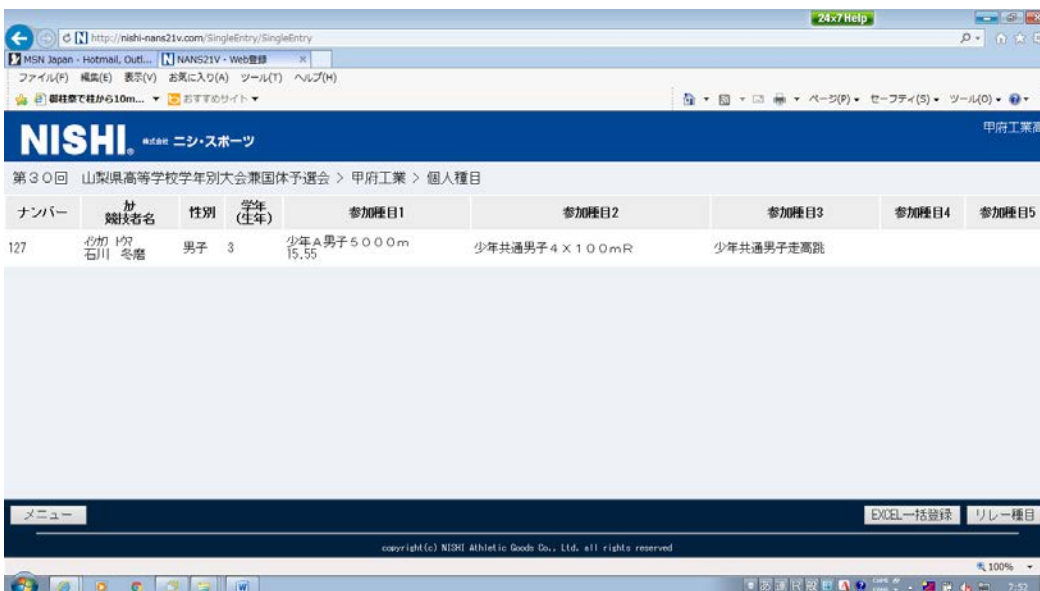 24x7 Help
http://nishi-nans21v.com/SingleEntry/SingleEntry
MSN Japan - Hotmail, Outl...
NANS21V - Web登録
ファイル(F) 編集(E) 表示(V) お気に入り(A) ツール(T) ヘルプ(H)
御柱祭で柱から10m...
おすすめサイト
ページ(P) セーフティ(S) ツール(O)
NISHI 株式会社 ニシ・スポーツ
甲府工業高
第30回 山梨県高等学校学年別大会兼国体予選会 > 甲府工業 > 個人種目
ナンバー
カナ
競技者名
性別
学年
(生年)
参加種目1
参加種目2
参加種目3
参加種目4
参加種目5
127
イシカワ トウマ
石川 冬磨
男子
3
少年A男子5000m
15.55
少年共通男子4×100mR
少年共通男子走高跳
メニュー
EXCEL一括登録
リレー種目
copyright(c) NISHI Athletic Goods Co., Ltd. all rights reserved
100%
7:52